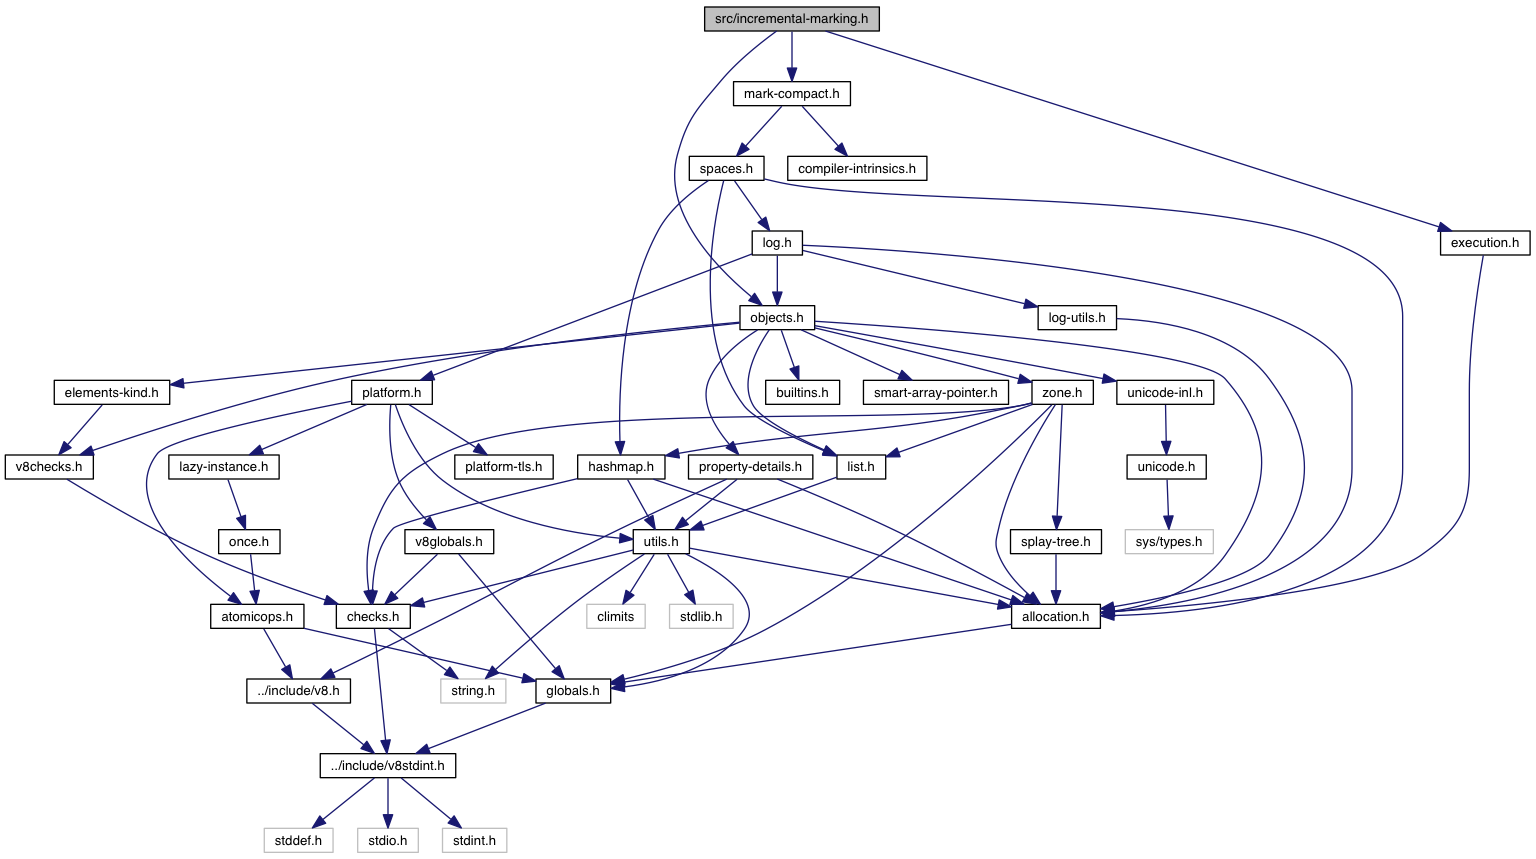 src/incremental-marking.h
mark-compact.h
spaces.h
compiler-intrinsics.h
log.h
execution.h
objects.h
log-utils.h
elements-kind.h
platform.h
builtins.h
smart-array-pointer.h
zone.h
unicode-inl.h
v8checks.h
lazy-instance.h
platform-tls.h
hashmap.h
property-details.h
list.h
unicode.h
once.h
v8globals.h
utils.h
splay-tree.h
sys/types.h
atomicops.h
checks.h
climits
stdlib.h
allocation.h
../include/v8.h
string.h
globals.h
../include/v8stdint.h
stddef.h
stdio.h
stdint.h